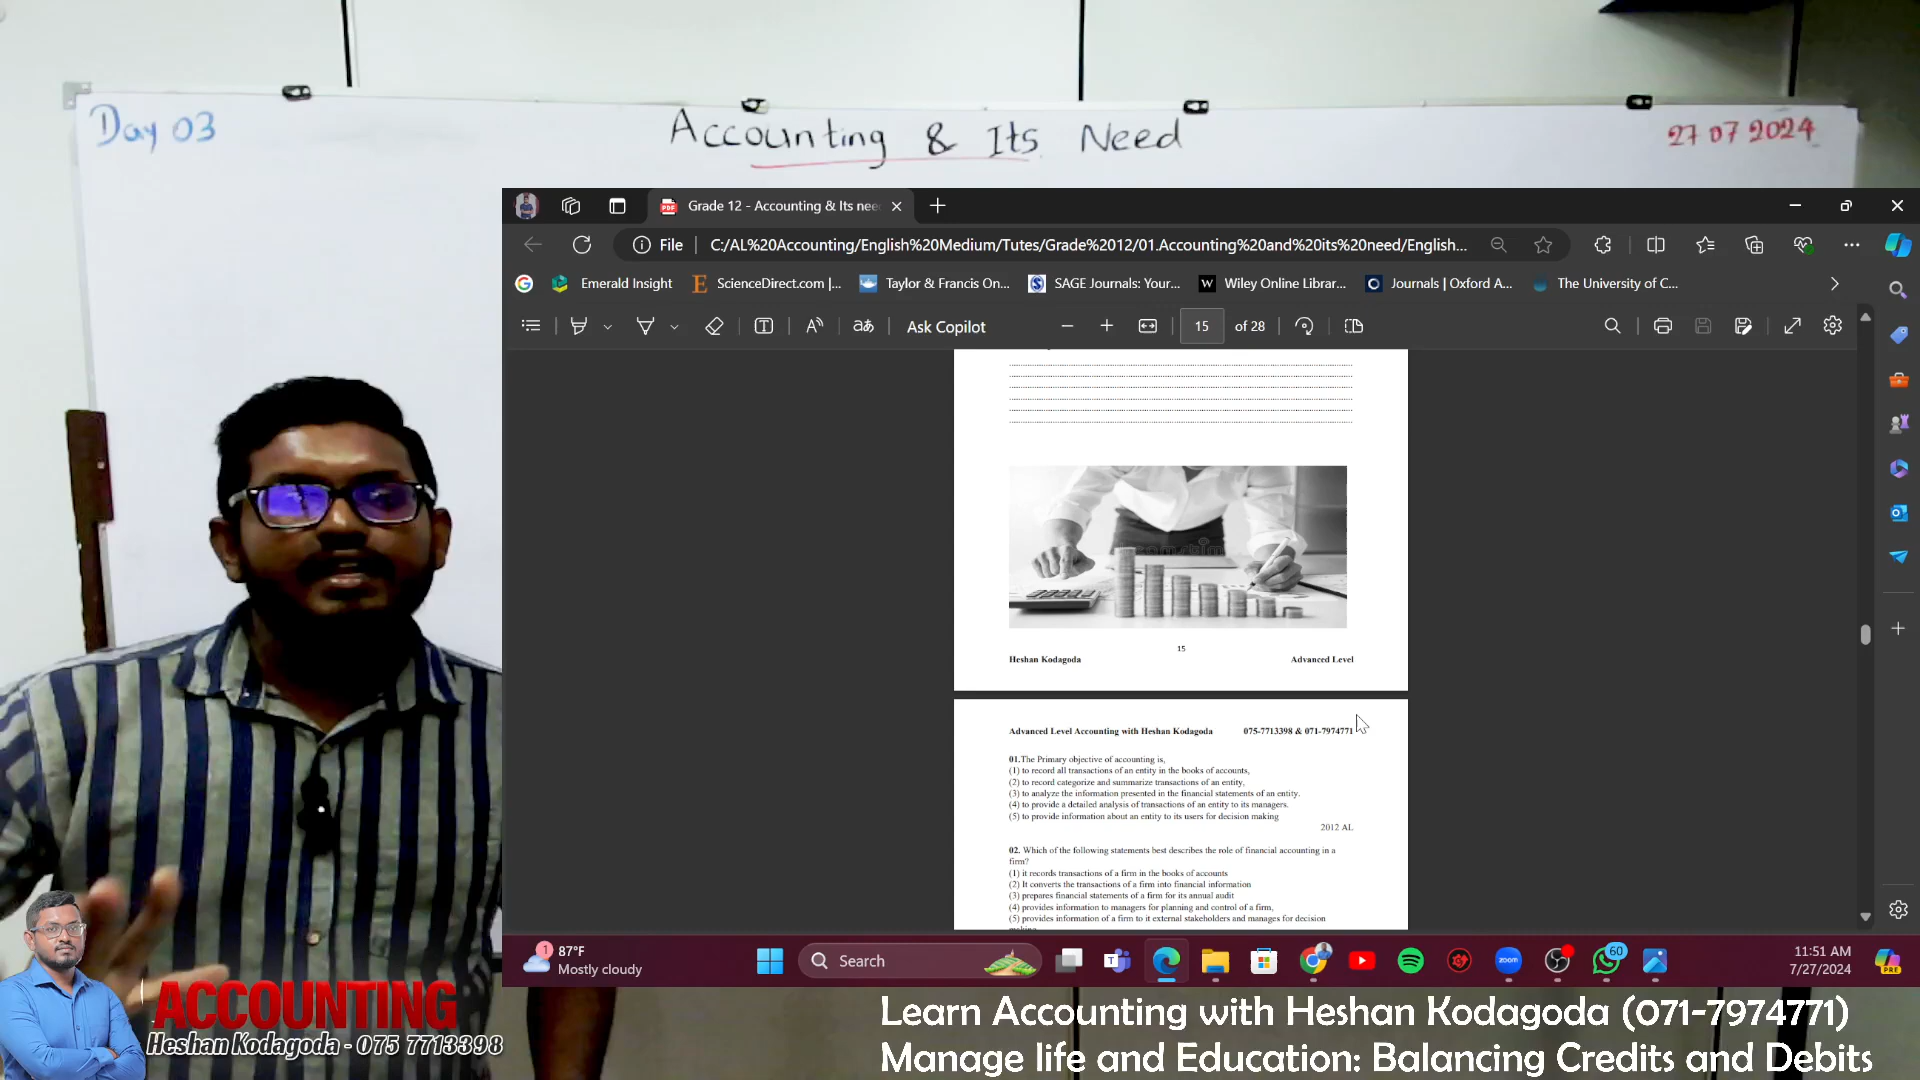 Day 03
Accounting & Its Need
27 07 2024
Grade 12 - Accounting & Its nee
File
C:/AL%20Accounting/English%20Medium/Tutes/Grade%2012/01.Accounting%20and%20its%20need/English...
Emerald Insight
ScienceDirect.com |...
Taylor & Francis On...
SAGE Journals: Your...
Wiley Online Librar...
Journals | Oxford A...
The University of C...
Ask Copilot
15 of 28
15
Heshan Kodagoda
Advanced Level
Advanced Level Accounting with Heshan Kodagoda
075-7713398 & 071-7974771
01.The Primary objective of accounting is,
(1) to record all transactions of an entity in the books of accounts,
(2) to record categorize and summarize transactions of an entity,
(3) to analyze the information presented in the financial statements of an entity.
(4) to provide a detailed analysis of transactions of an entity to its managers.
(5) to provide information about an entity to its users for decision making
2012 AL
02. Which of the following statements best describes the role of financial accounting in a
firm?
(1) it records transactions of a firm in the books of accounts
(2) It converts the transactions of a firm into financial information
(3) prepares financial statements of a firm for its annual audit
(4) provides information to managers for planning and control of a firm,
(5) provides information of a firm to it external stakeholders and manages for decision
1
87°F
Mostly cloudy
Search
zoom
60
11:51 AM
7/27/2024
PRE
ACCOUNTING
Heshan Kodagoda - 075 7713398
Learn Accounting with Heshan Kodagoda (071-7974771)
Manage life and Education: Balancing Credits and Debits